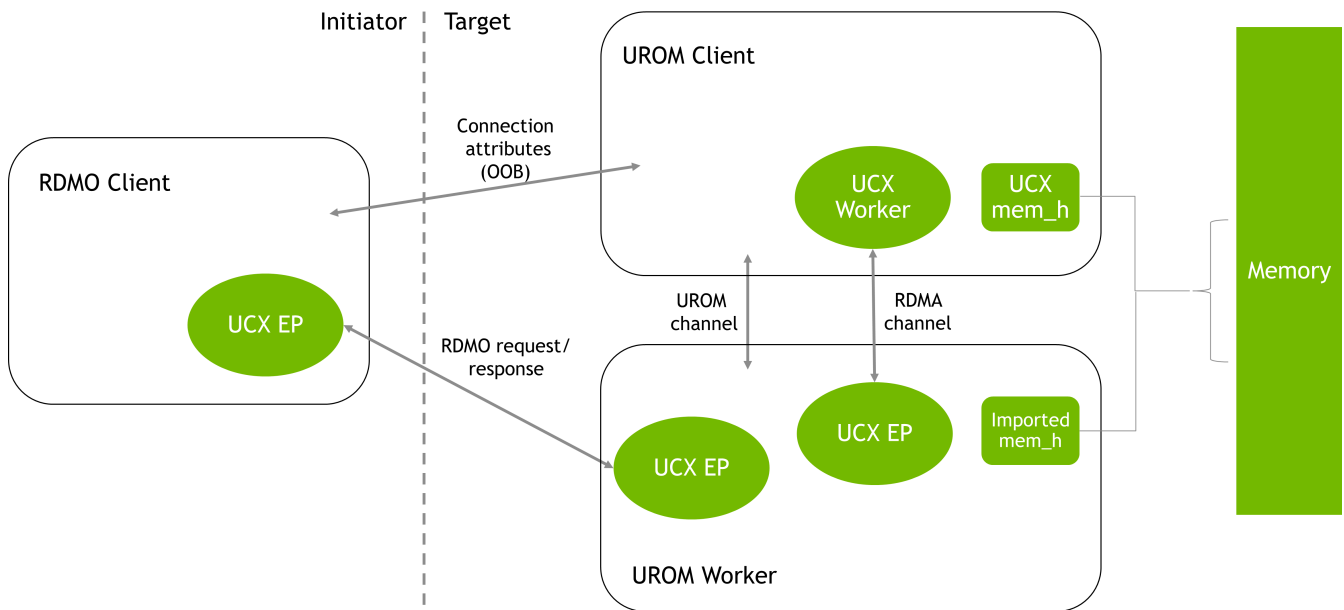 Initiator
Target
UROM Client
Connection
attributes
(OOB)
RDMO Client
UCX
Worker
UCX
mem_h
Memory
UROM
channel
RDMA
channel
UCX EP
RDMO request/
response
UCX EP
UCX EP
Imported
mem_h
UROM Worker